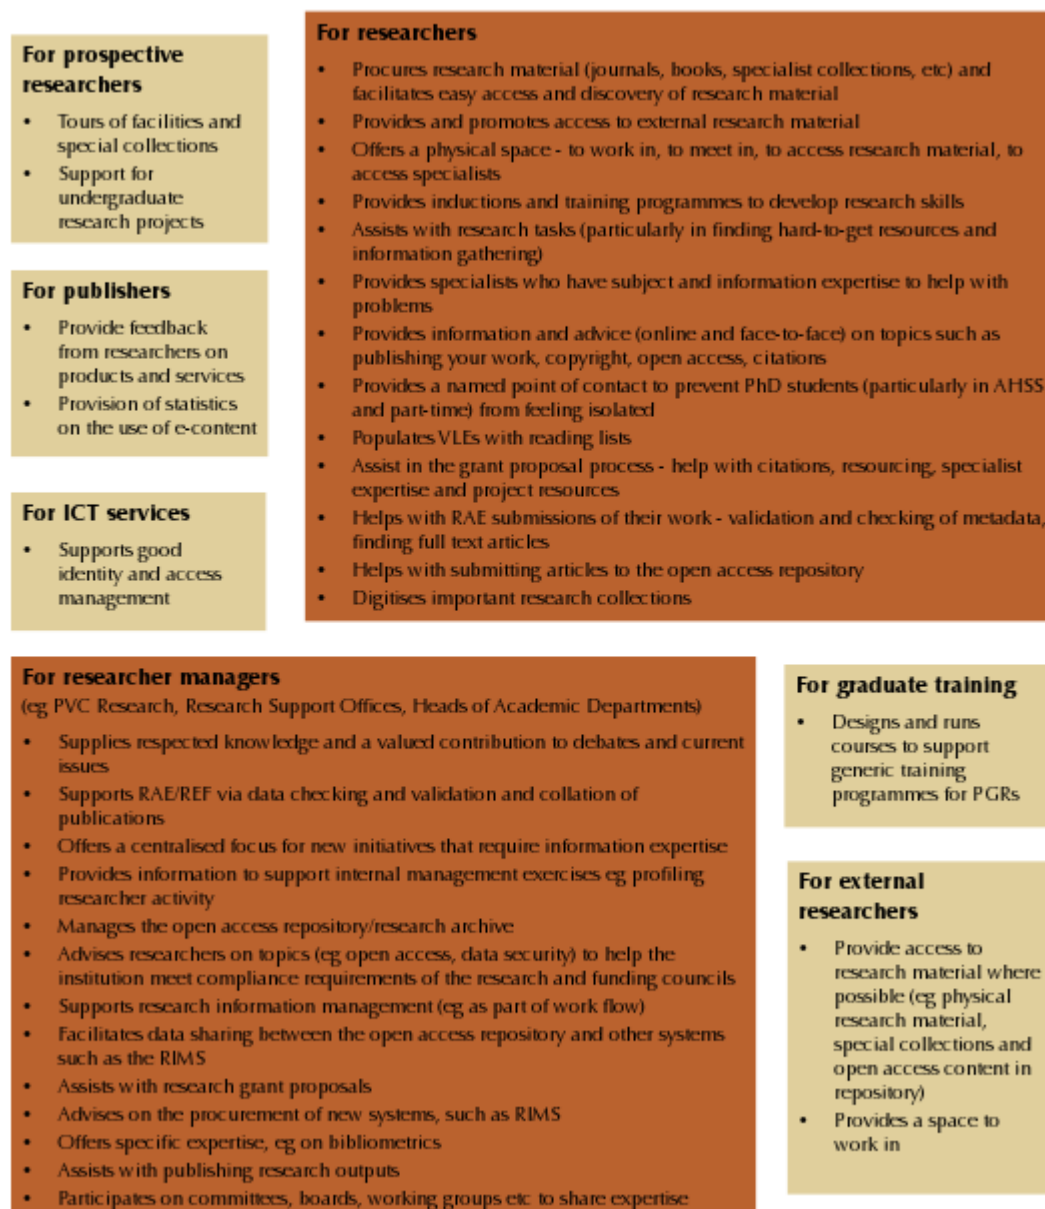 For prospective
researchers
• Tours of facilities and
special collections
• Support for
undergraduate
research projects
For publishers
• Provide feedback
from researchers on
products and services
• Provision of statistics
on the use of e-content
For ICT services
• Supports good
identity and access
management
For researchers
• Procures research material (journals, books, specialist collections, etc) and
facilitates easy access and discovery of research material
• Provides and promotes access to external research material
• Offers a physical space - to work in, to meet in, to access research material, to
access specialists
• Provides inductions and training programmes to develop research skills
• Assists with research tasks (particularly in finding hard-to-get resources and
information gathering)
• Provides specialists who have subject and information expertise to help with
problems
• Provides information and advice (online and face-to-face) on topics such as
publishing your work, copyright, open access, citations
• Provides a named point of contact to prevent PhD students (particularly in AHSS
and part-time) from feeling isolated
• Populates VLEs with reading lists
• Assist in the grant proposal process - help with citations, resourcing, specialist
expertise and project resources
• Helps with RAE submissions of their work - validation and checking of metadata,
finding full text articles
• Helps with submitting articles to the open access repository
• Digitises important research collections
For researcher managers
(eg PVC Research, Research Support Offices, Heads of Academic Departments)
• Supplies respected knowledge and a valued contribution to debates and current
issues
• Supports RAE/REF via data checking and validation and collation of
publications
• Offers a centralised focus for new initiatives that require information expertise
• Provides information to support internal management exercises eg profiling
researcher activity
• Manages the open access repository/research archive
• Advises researchers on topics (eg open access, data security) to help the
institution meet compliance requirements of the research and funding councils
• Supports research information management (eg as part of work flow)
• Facilitates data sharing between the open access repository and other systems
such as the RIMS
• Assists with research grant proposals
• Advises on the procurement of new systems, such as RIMS
• Offers specific expertise, eg on bibliometrics
• Assists with publishing research outputs
• Participates on committees, boards, working groups etc to share expertise
For graduate training
• Designs and runs
courses to support
generic training
programmes for PGRs
For external
researchers
• Provide access to
research material where
possible (eg physical
research material,
special collections and
open access content in
repository)
• Provides a space to
work in